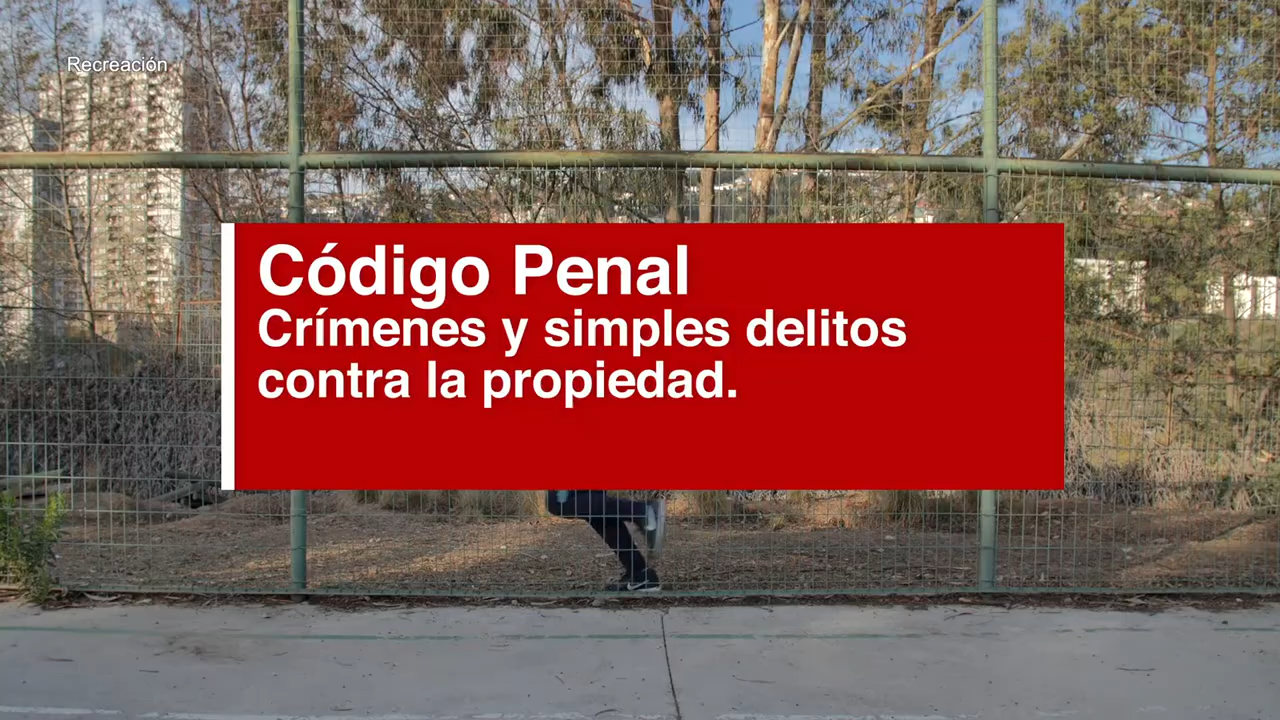 Recreación
Código Penal
Crímenes y simples delitos
contra la propiedad.